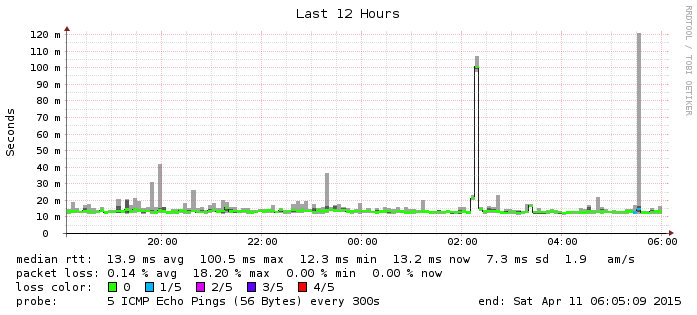 Last 12 Hours
RRDTOOL / TOBI OETIKER
Seconds
120 m
110 m
100 m
90 m
80 m
70 m
60 m
50 m
40 m
30 m
20 m
10 m
0
20:00 22:00 00:00 02:00 04:00 06:00
median rtt: 13.9 ms avg 100.5 ms max 12.3 ms min 13.2 ms now 7.3 ms sd 1.9 am/s
packet loss: 0.14 % avg 18.20 % max 0.00 % min 0.00 % now
loss color: 0 1/5 2/5 3/5 4/5
probe: 5 ICMP Echo Pings (56 Bytes) every 300s end: Sat Apr 11 06:05:09 2015